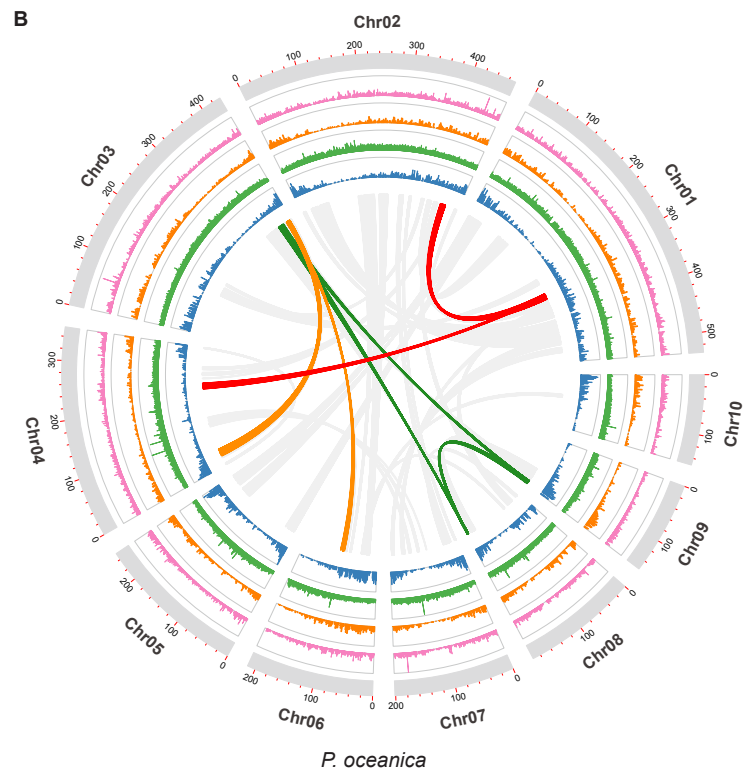 B
Chr02
0 100 200 300 400
Chr01
0 100 200 300 400 500
Chr10
0 100
Chr09
0 100
Chr08
0 100
Chr07
0 100 200
Chr06
0 100 200
Chr05
0 100 200
Chr04
0 100 200 300
Chr03
0 100 200 300 400
P. oceanica